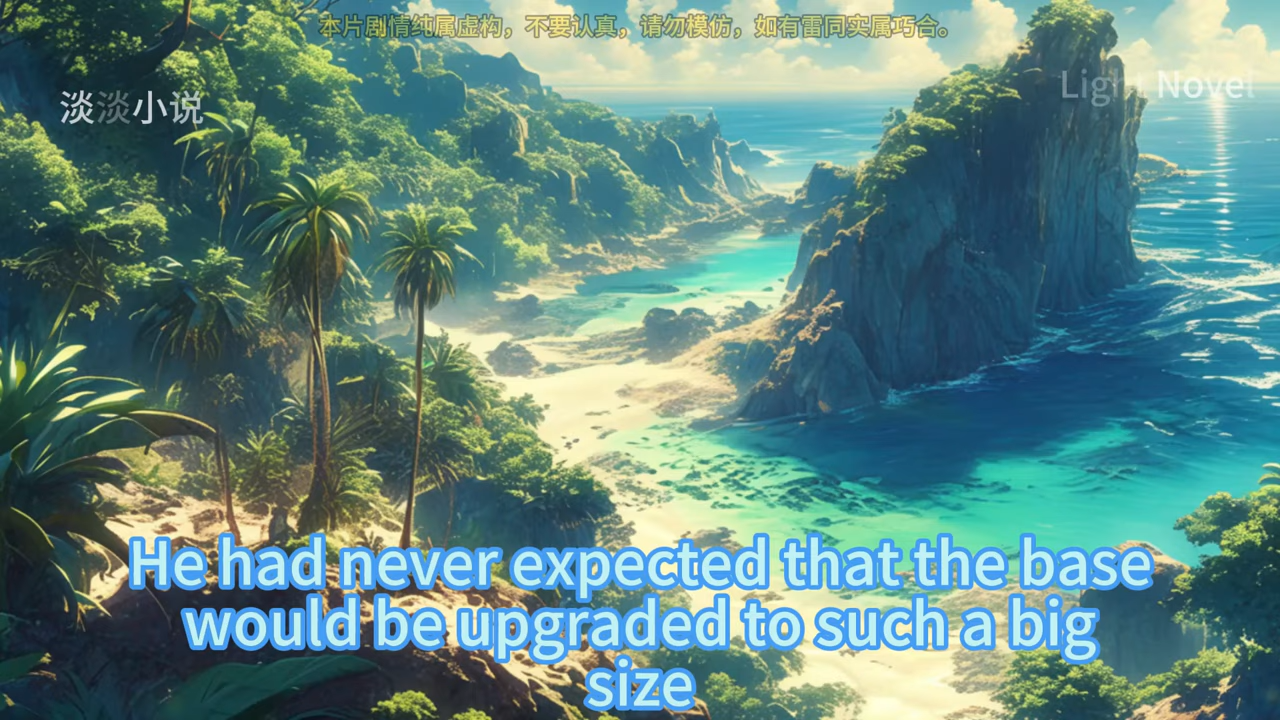 本片剧情纯属虚构，不要认真，请勿模仿，如有雷同实属巧合。
淡淡小说
Light Novel
He had never expected that the base
would be upgraded to such a big
size